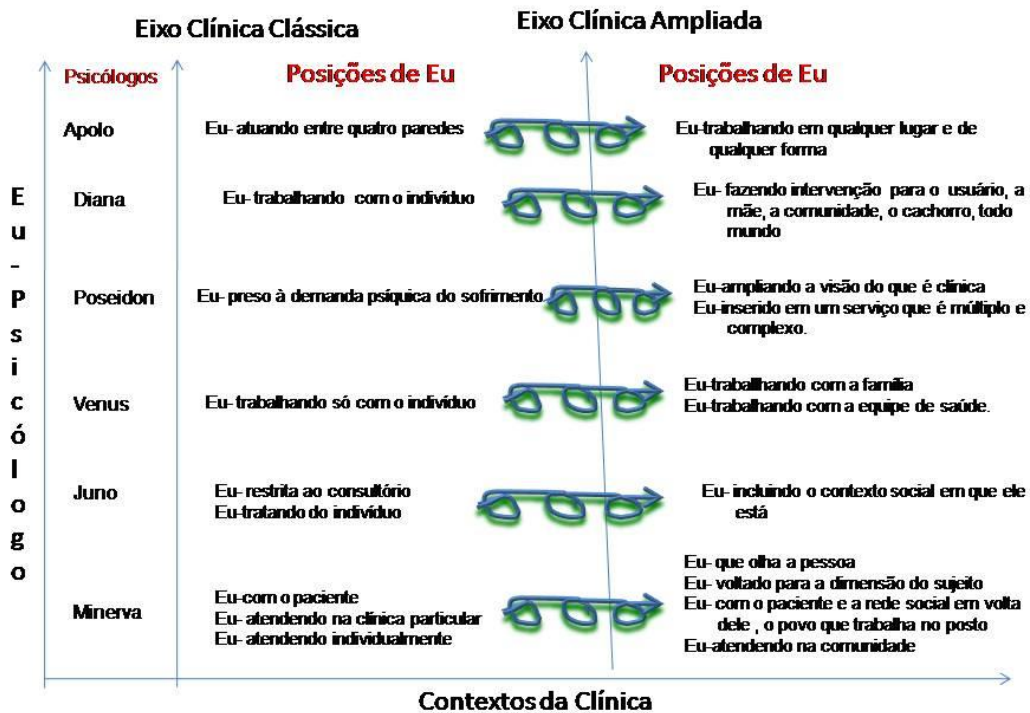 Eixo Clínica Clássica
Eixo Clínica Ampliada
Psicólogos
Posições de Eu
Posições de Eu
Eu-Psicólogo
Apolo
Eu- atuando entre quatro paredes
Eu-trabalhando em qualquer lugar e de
qualquer forma
Diana
Eu- trabalhando com o indivíduo
Eu- fazendo intervenção para o usuário, a
mãe, a comunidade, o cachorro, todo
mundo
Poseidon
Eu- preso à demanda psíquica do sofrimento
Eu-ampliando a visão do que é clínica
Eu-inserido em um serviço que é múltiplo e
complexo.
Venus
Eu- trabalhando só com o indivíduo
Eu-trabalhando com a família
Eu-trabalhando com a equipe de saúde.
Juno
Eu- restrita ao consultório
Eu-tratando do indivíduo
Eu- incluindo o contexto social em que ele
está
Minerva
Eu-com o paciente
Eu- atendendo na clínica particular
Eu- atendendo individualmente
Eu- que olha a pessoa
Eu- voltado para a dimensão do sujeito
Eu- com o paciente e a rede social em volta
dele , o povo que trabalha no posto
Eu-atendendo na comunidade
Contextos da Clínica